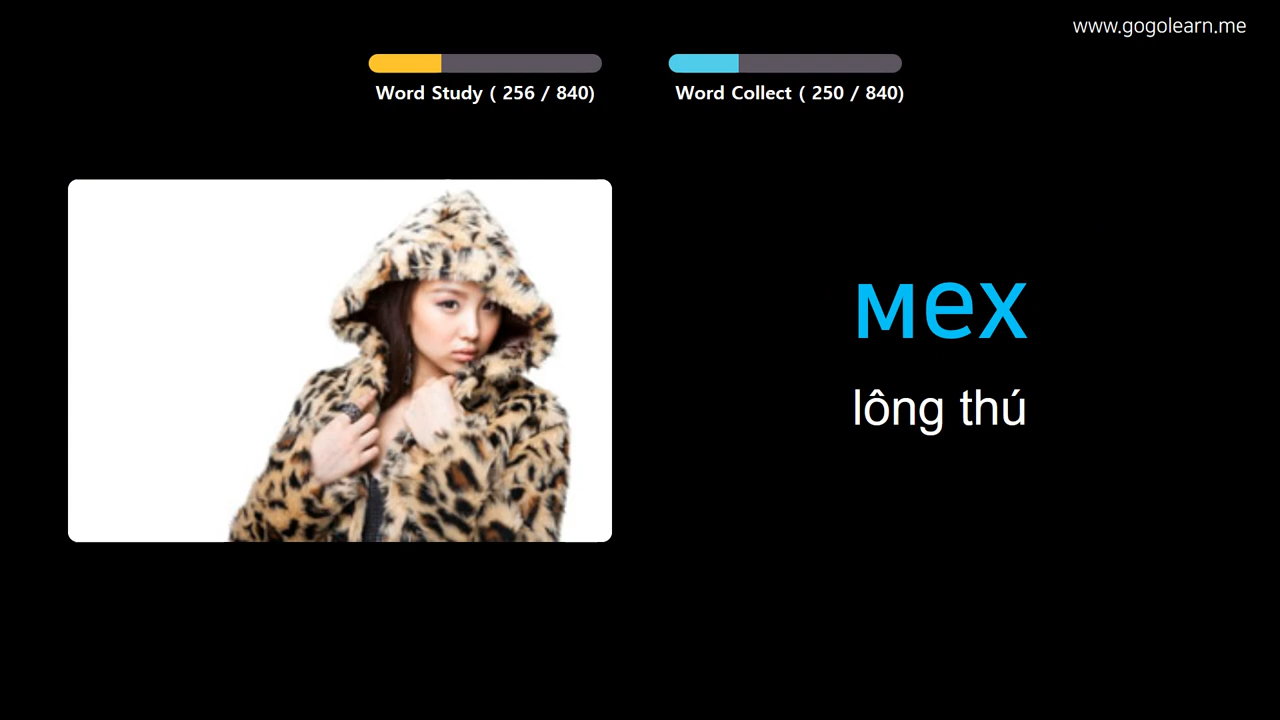 www.gogolearn.me
Word Study ( 256 / 840)
Word Collect ( 250 / 840)
мех
lông thú